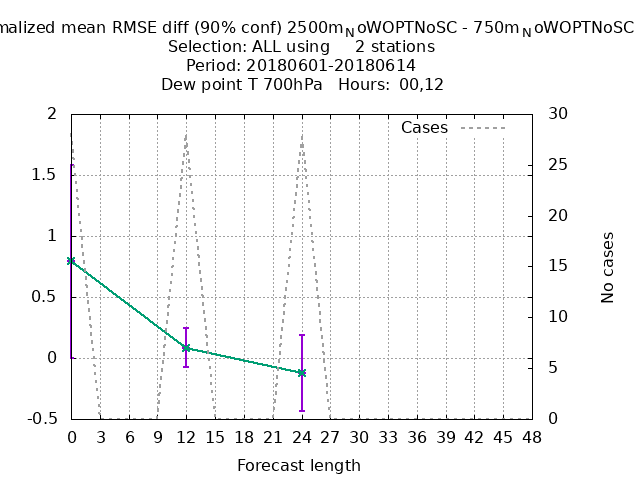 malized mean RMSE diff (90% conf) 2500mNoWOPTNoSC - 750mNoWOPTNoSC
Selection: ALL using 2 stations
Period: 20180601-20180614
Dew point T 700hPa Hours: 00,12
Cases
2
1.5
1
0.5
0
-0.5
30
25
20
15
10
5
0
No cases
0 3 6 9 12 15 18 21 24 27 30 33 36 39 42 45 48
Forecast length